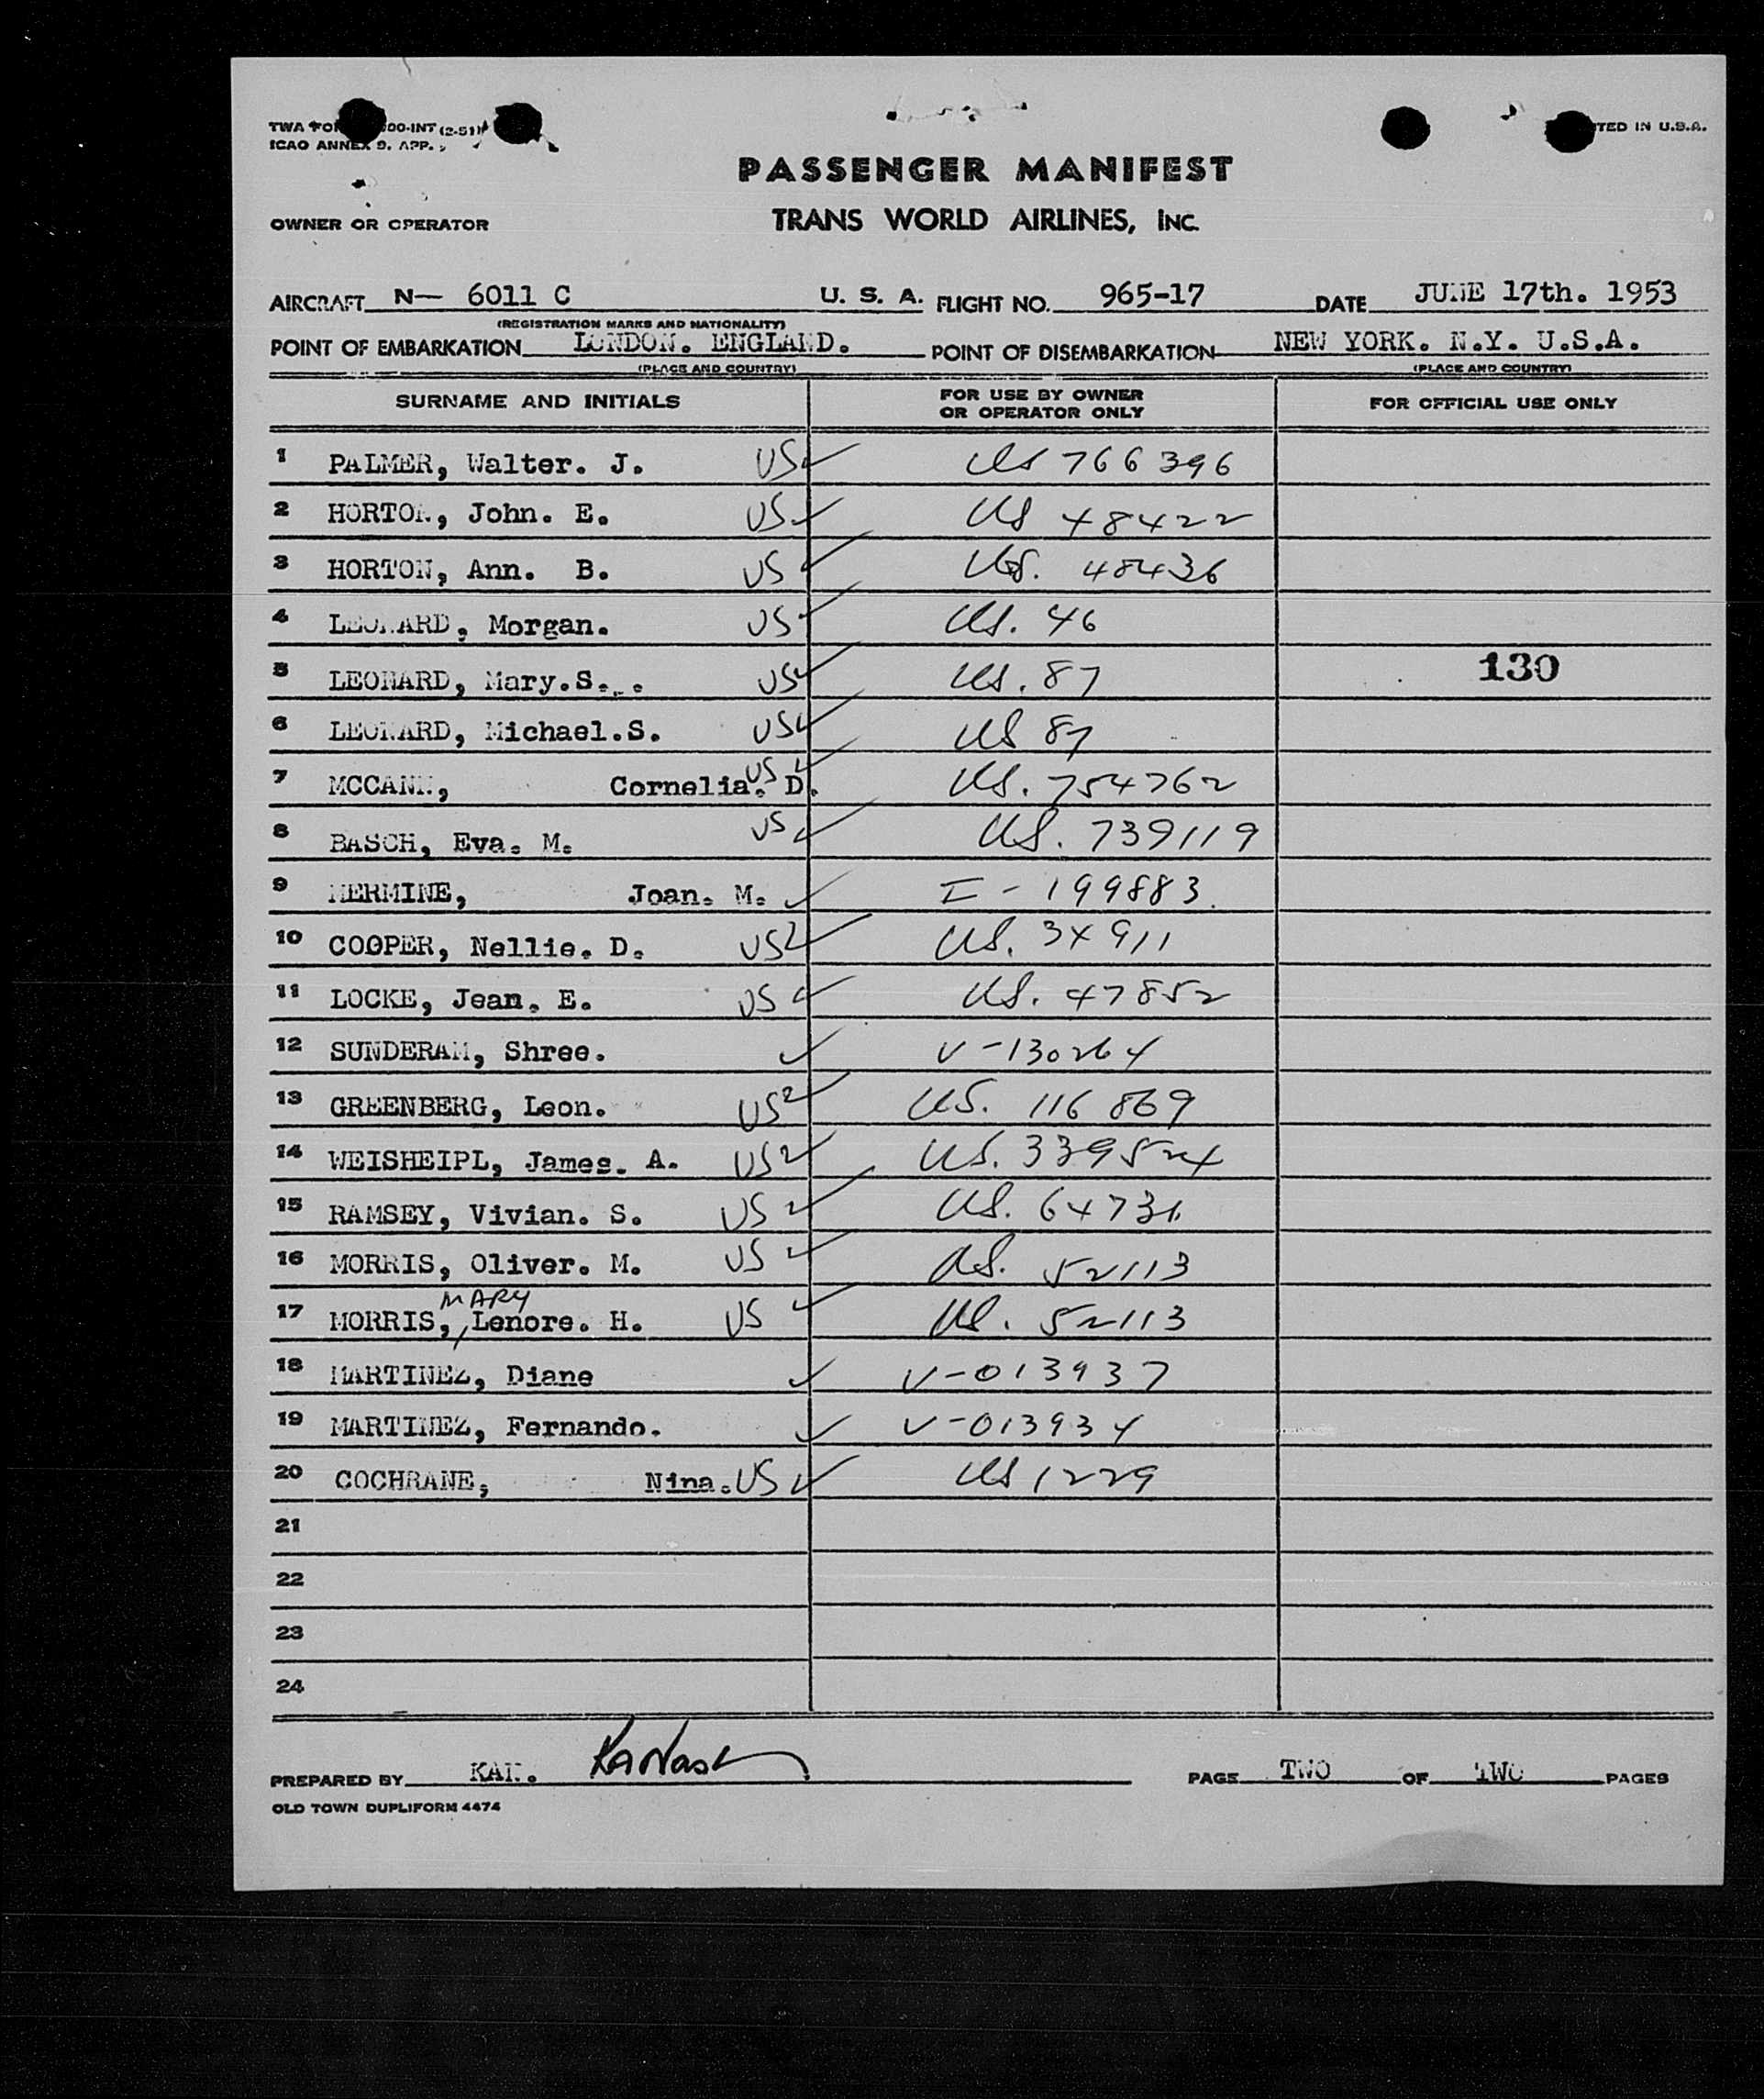 ICAO ANNEX 9. APP.
TED IN U.S.A.
PASSENGER MANIFEST
OWNER OR OPERATOR
TRANS WORLD AIRLINES, INC.
AIRCRAFT N— 6011 C U. S. A. FLIGHT NO. 965-17 DATE JUNE 17th. 1953
(REGISTRATION MARKS AND NATIONALITY)
POINT OF EMBARKATION LONDON. ENGLAND. POINT OF DISEMBARKATION NEW YORK. N.Y. U.S.A.
(PLACE AND COUNTRY) (PLACE AND COUNTRY)
SURNAME AND INITIALS FOR USE BY OWNER OR OPERATOR ONLY FOR OFFICIAL USE ONLY
1 PALMER, Walter. J. US ✓ US 766396
2 HORTON, John. E. US ✓ US 48422
3 HORTON, Ann. B. US ✓ US. 48436
4 LEONARD, Morgan. US ✓ US. 46
5 LEONARD, Mary.S. US ✓ US. 87 130
6 LEONARD, Michael.S. US ✓ US 87
7 MCCANN, Cornelia. D. US ✓ US. 754762
8 BASCH, Eva. M. US ✓ US. 739119
9 MERMINE, Joan. M. ✓ I - 199883.
10 COOPER, Nellie. D. US ✓ US. 34911
11 LOCKE, Jean. E. US ✓ US. 47852
12 SUNDERAM, Shree. ✓ V-130264
13 GREENBERG, Leon. US ✓ US. 116869
14 WEISHEIPL, James. A. US ✓ US. 339524
15 RAMSEY, Vivian. S. US ✓ US. 64731
16 MORRIS, Oliver. M. US ✓ US. 52113
17 MORRIS, MARY Lenore. H. US ✓ US. 52113
18 MARTINEZ, Diane ✓ V-013937
19 MARTINEZ, Fernando. ✓ V-013934
20 COCHRANE, Nina. US ✓ US 1229
21
22
23
24
PREPARED BY KAN. KANash PAGE TWO OF TWO PAGES
OLD TOWN DUPLIFORM 4474